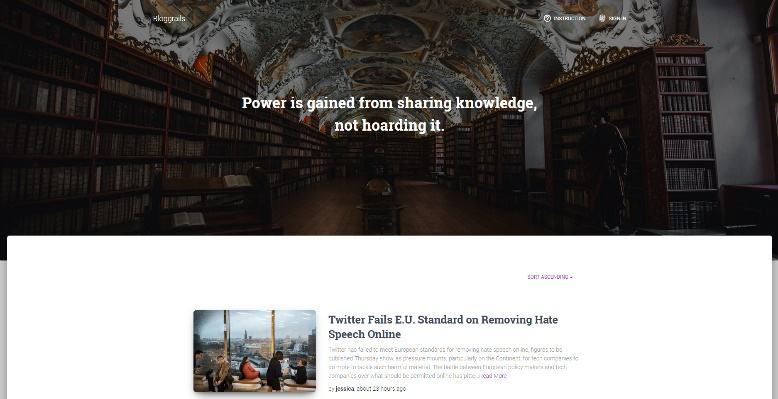 Bloggrails
INSTRUCTION
SIGN IN
Power is gained from sharing knowledge,
not hoarding it.
SORT ASCENDING
Twitter Fails E.U. Standard on Removing Hate
Speech Online
Twitter has failed to meet European standards for removing hate speech online, figures to be
published Thursday show, as pressure mounts, particularly on the Continent, for tech companies to
do more to tackle such harmful material. The battle between European policy makers and tech
companies over what should be permitted online has pitte...Read More
by jessica, about 23 hours ago